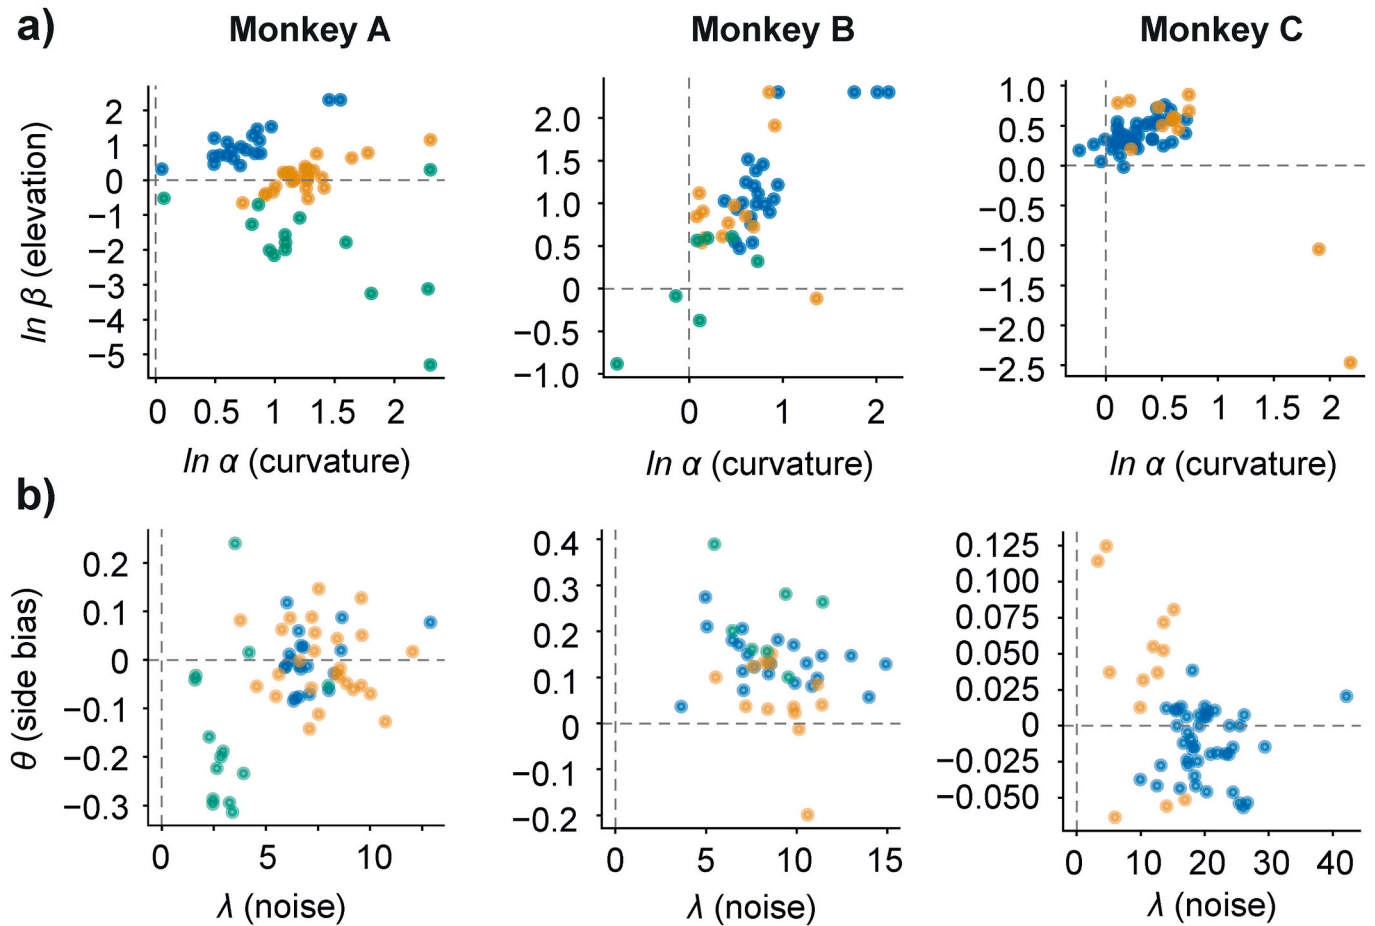 a)
Monkey A
Monkey B
Monkey C
ln β (elevation)
2
1
0
−1
−2
−3
−4
−5
0 0.5 1 1.5 2
ln α (curvature)
2.0
1.5
1.0
0.5
0
−0.5
−1.0
0 1 2
ln α (curvature)
1.0
0.5
0.0
−0.5
−1.0
−1.5
−2.0
−2.5
0 0.5 1 1.5 2
ln α (curvature)
b)
θ (side bias)
0.2
0.1
0
−0.1
−0.2
−0.3
0 5 10
λ (noise)
0.4
0.3
0.2
0.1
0
−0.1
−0.2
0 5 10 15
λ (noise)
0.125
0.100
0.075
0.050
0.025
0
−0.025
−0.050
0 10 20 30 40
λ (noise)